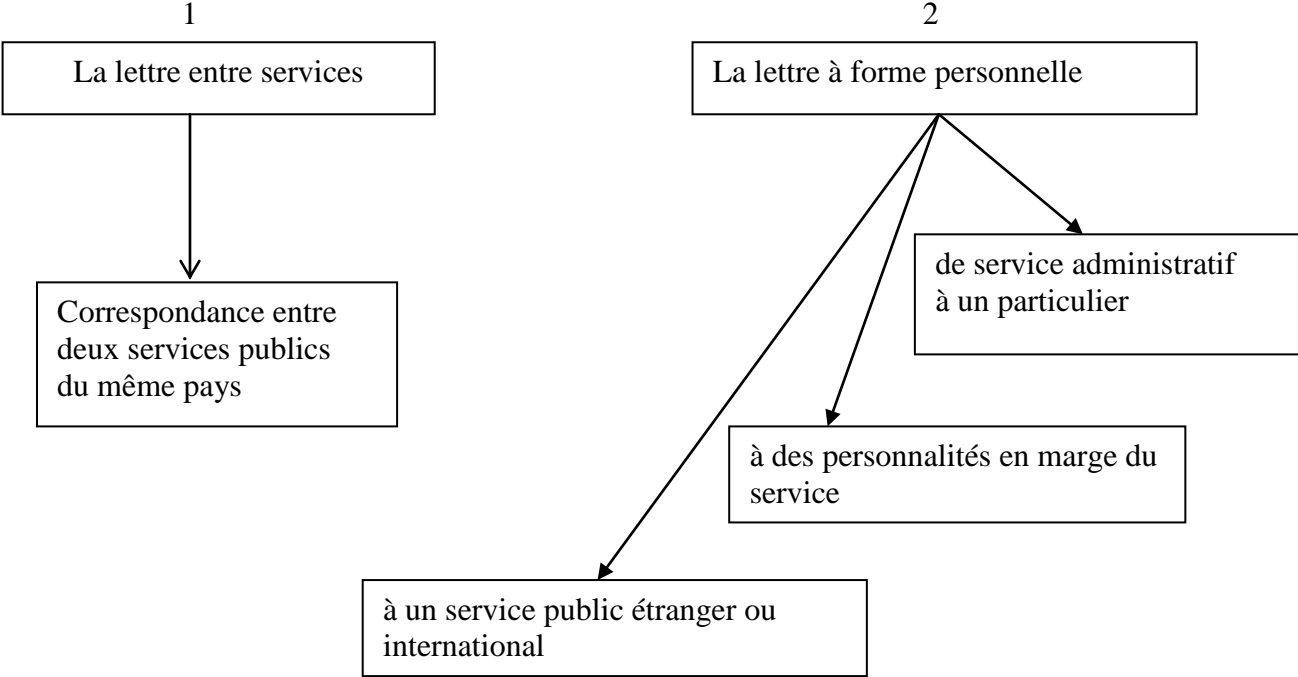 1
2
La lettre entre services
La lettre à forme personnelle
Correspondance entre
deux services publics
du même pays
de service administratif
à un particulier
à des personnalités en marge du
service
à un service public étranger ou
international